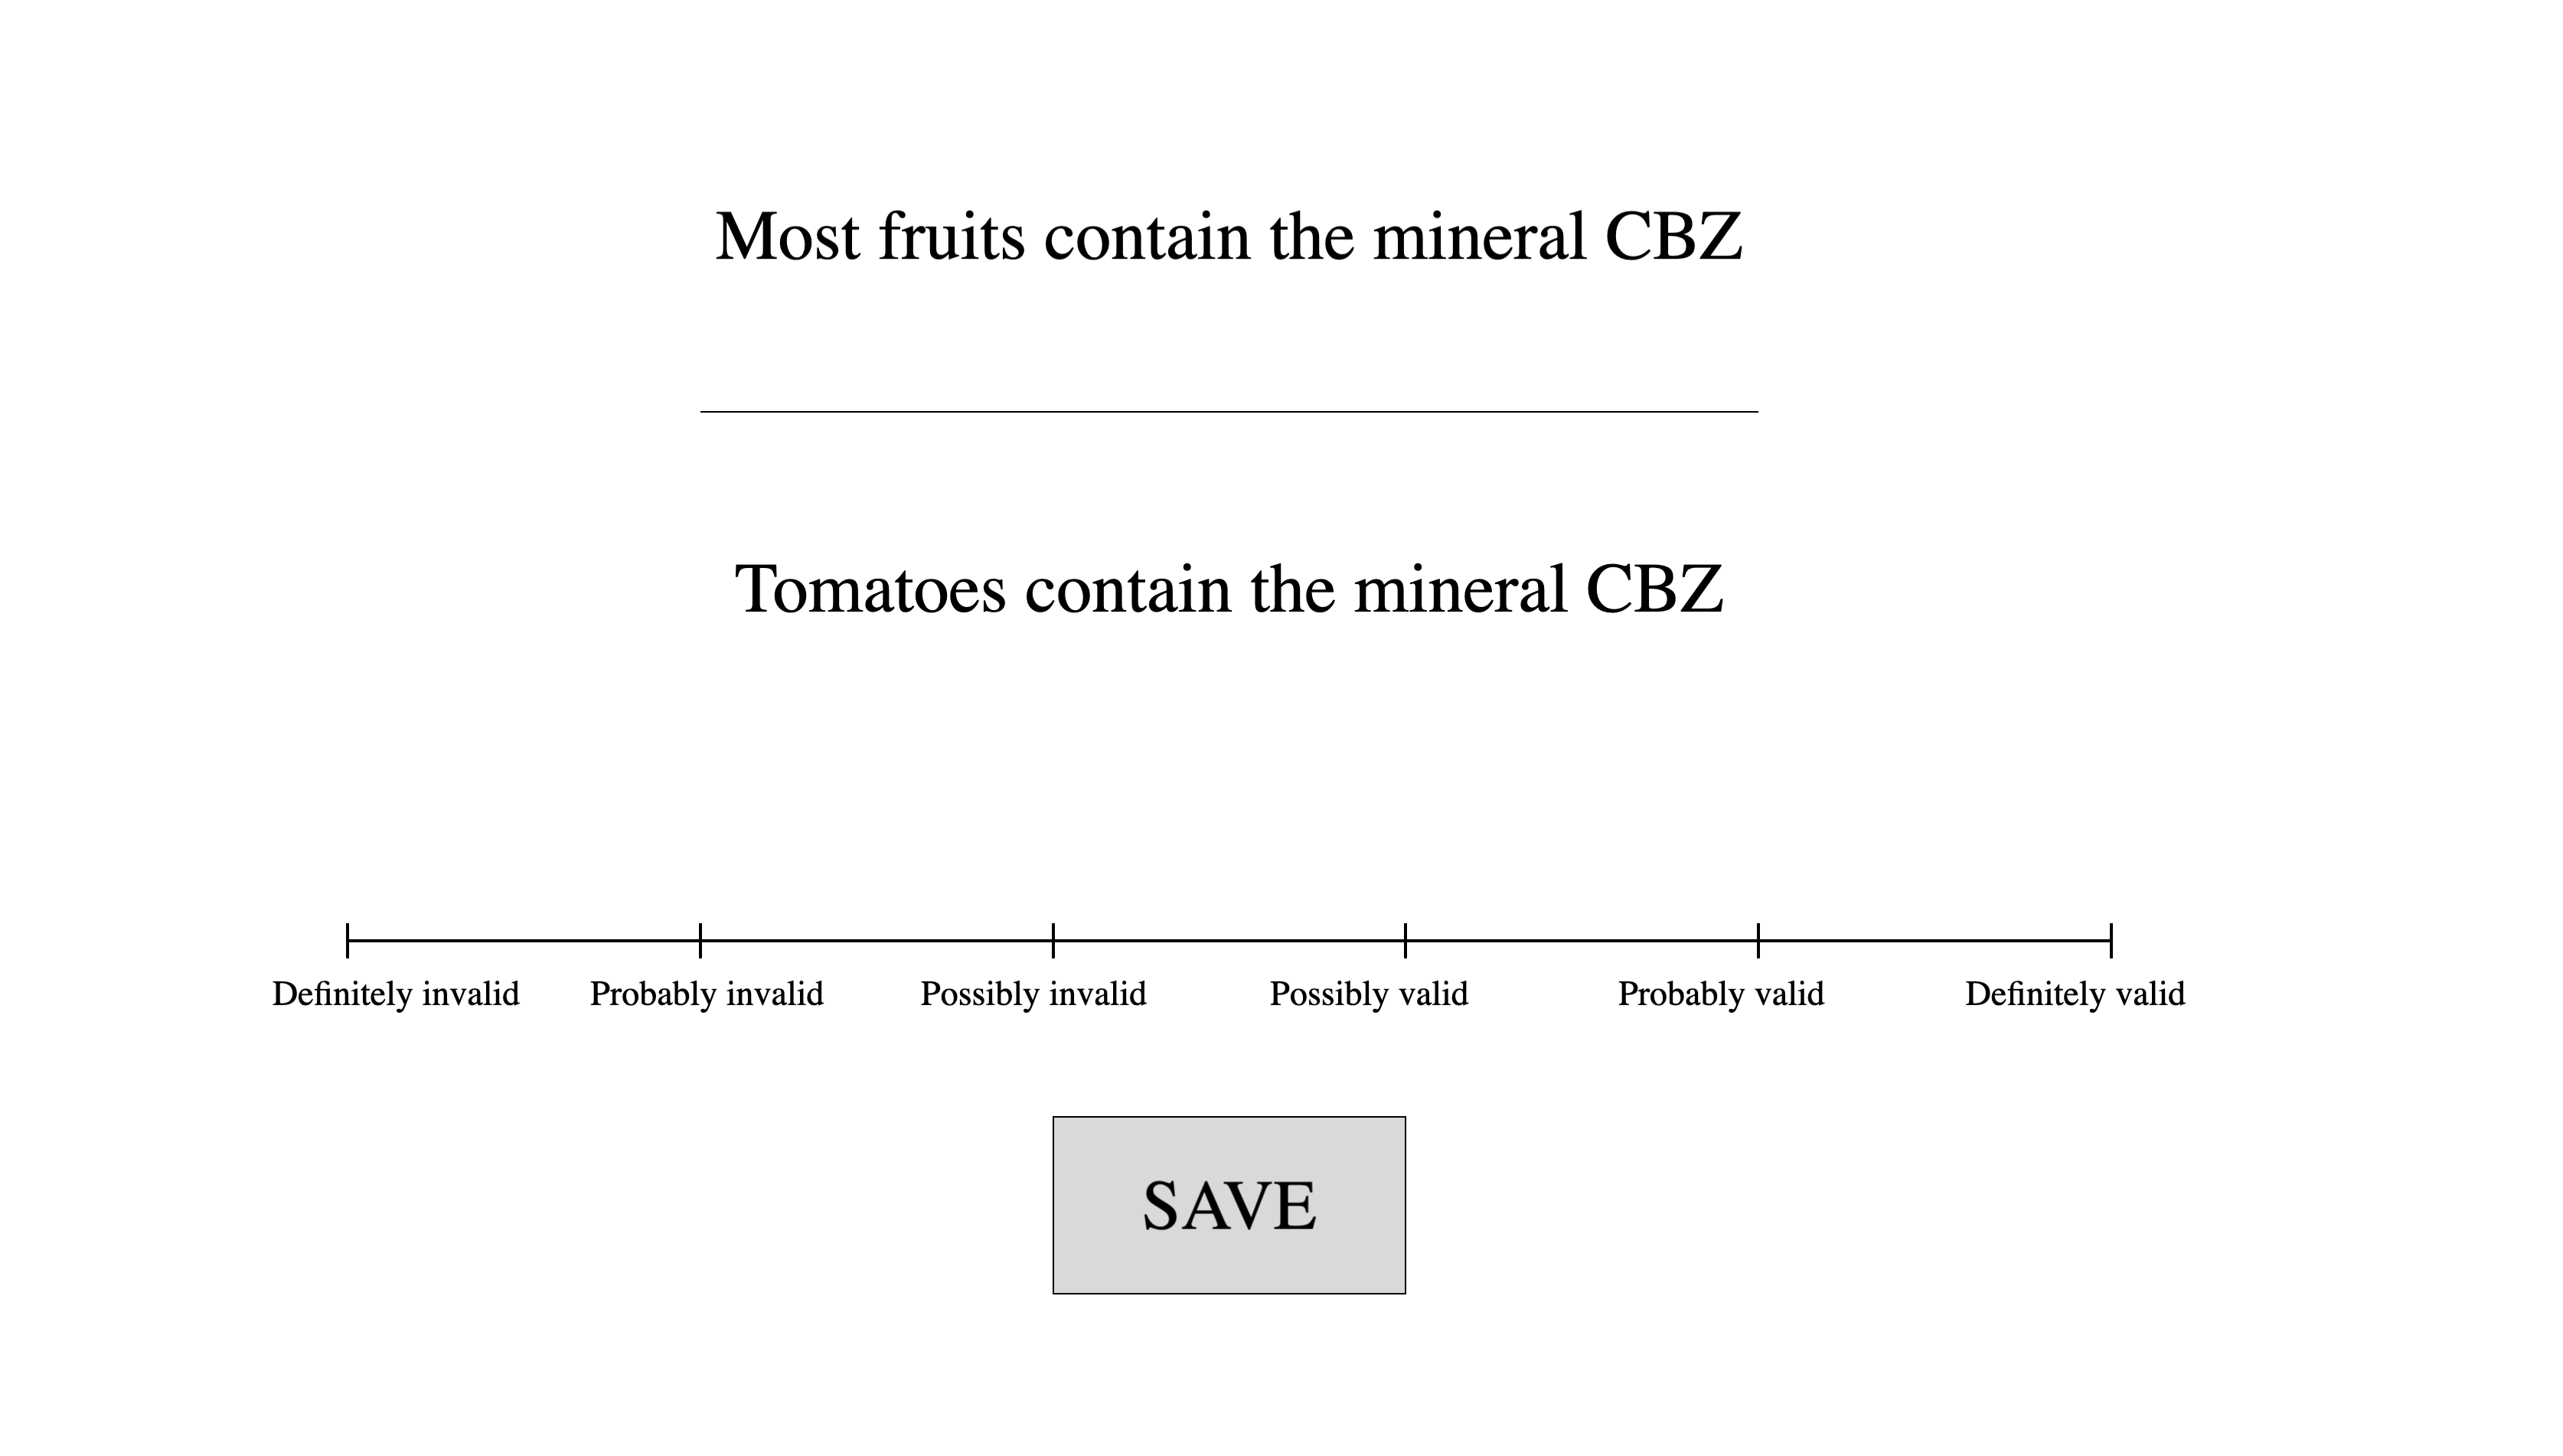 Most fruits contain the mineral CBZ
Tomatoes contain the mineral CBZ
Definitely invalid Probably invalid Possibly invalid Possibly valid Probably valid Definitely valid
SAVE